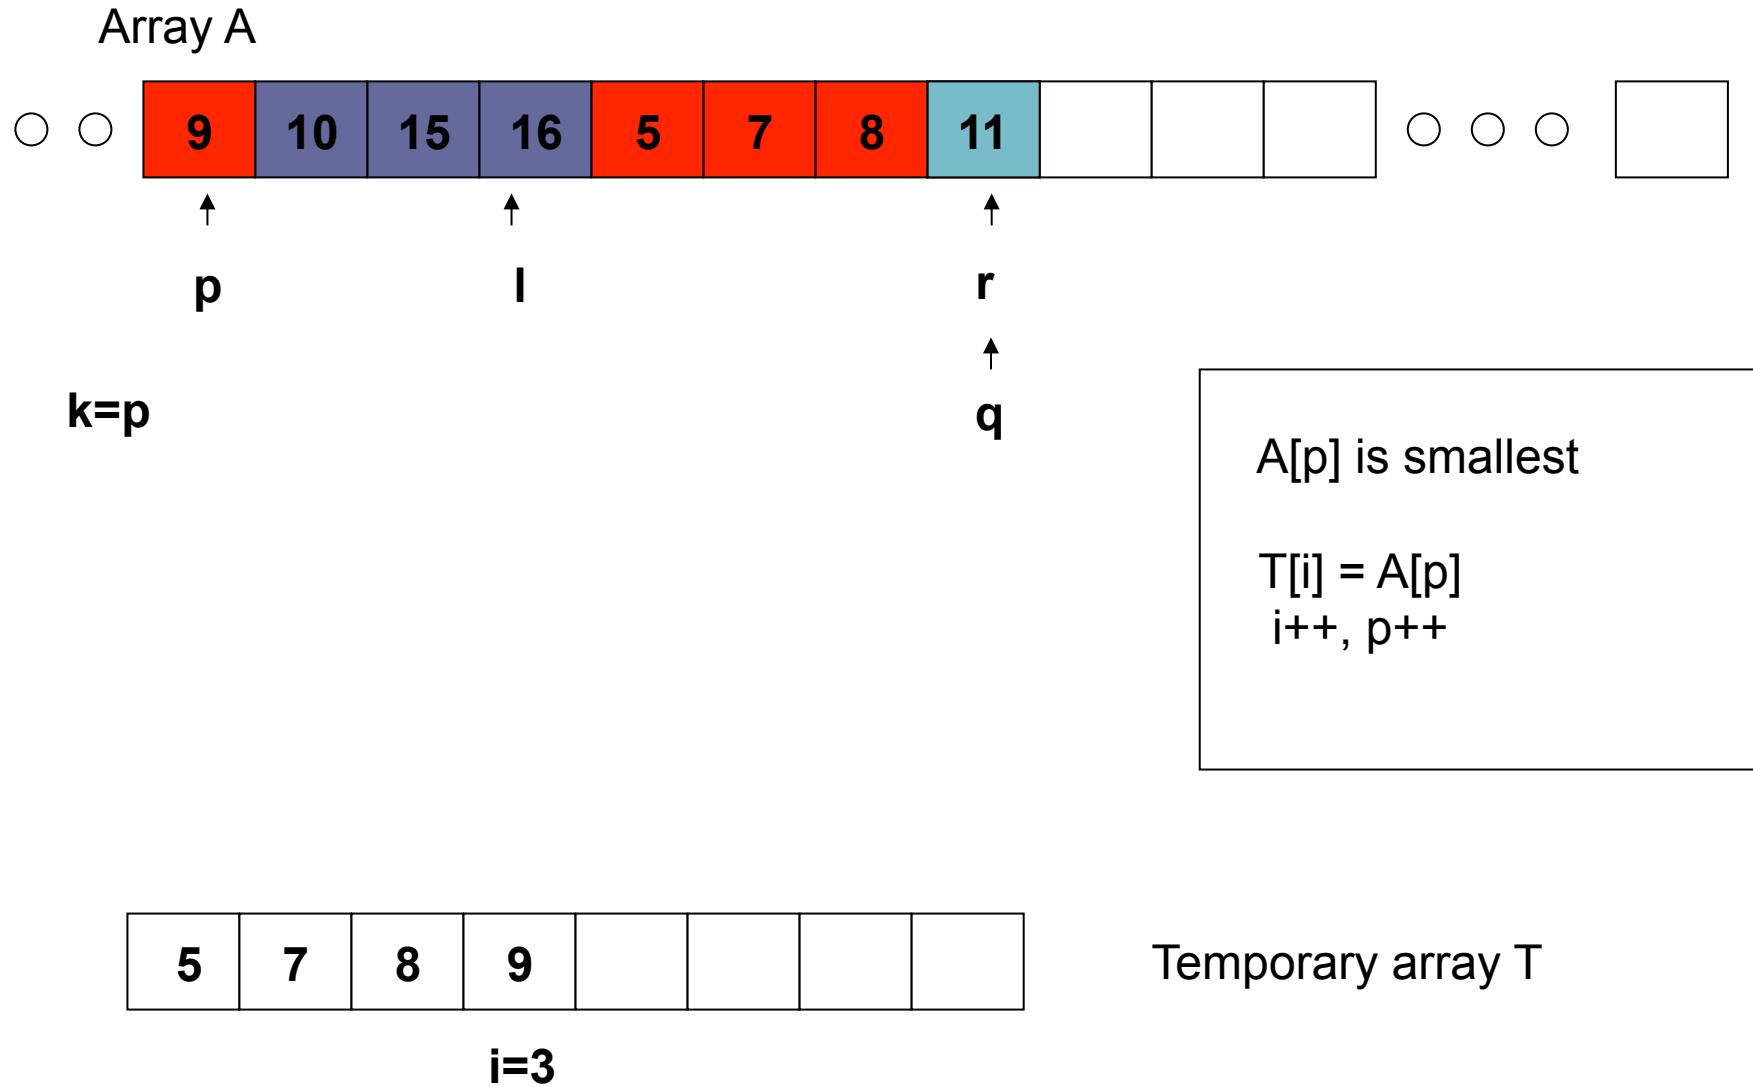 Array A
9 10 15 16 5 7 8 11
p l r
k=p q
A[p] is smallest
T[i] = A[p]
i++, p++
5 7 8 9
Temporary array T
i=3